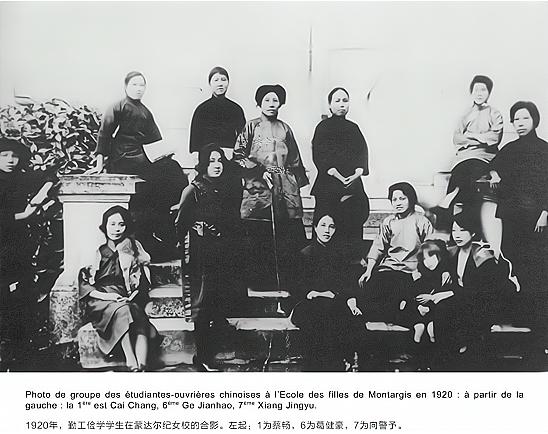 Photo de groupe des étudiantes-ouvrières chinoises à l'Ecole des filles de Montargis en 1920 : à partir de la
gauche : la 1ère est Cai Chang, 6ème Ge Jianhao, 7ème Xiang Jingyu.
1920年，勤工俭学学生在蒙达尔纪女校的合影。左起：1为蔡畅、6为葛健豪，7为向警予。